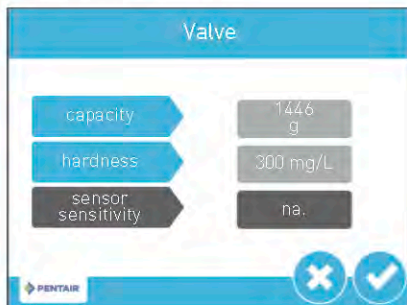 Valve
capacity
1446
g
hardness
300 mg/L
sensor
sensitivity
na.
PENTAIR